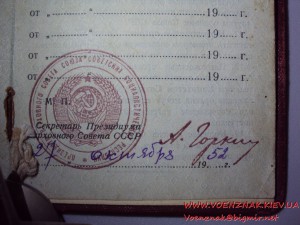 от 19 г.
от 19 г.
от 19 г.
от 19 г.
М. П.
Секретарь Президиума
Верховного Совета СССР
А. Горкин
27 октября 52
19 г.
WWW.VOENZNAK.KIEV.UA
Voenznak@bigmir.net